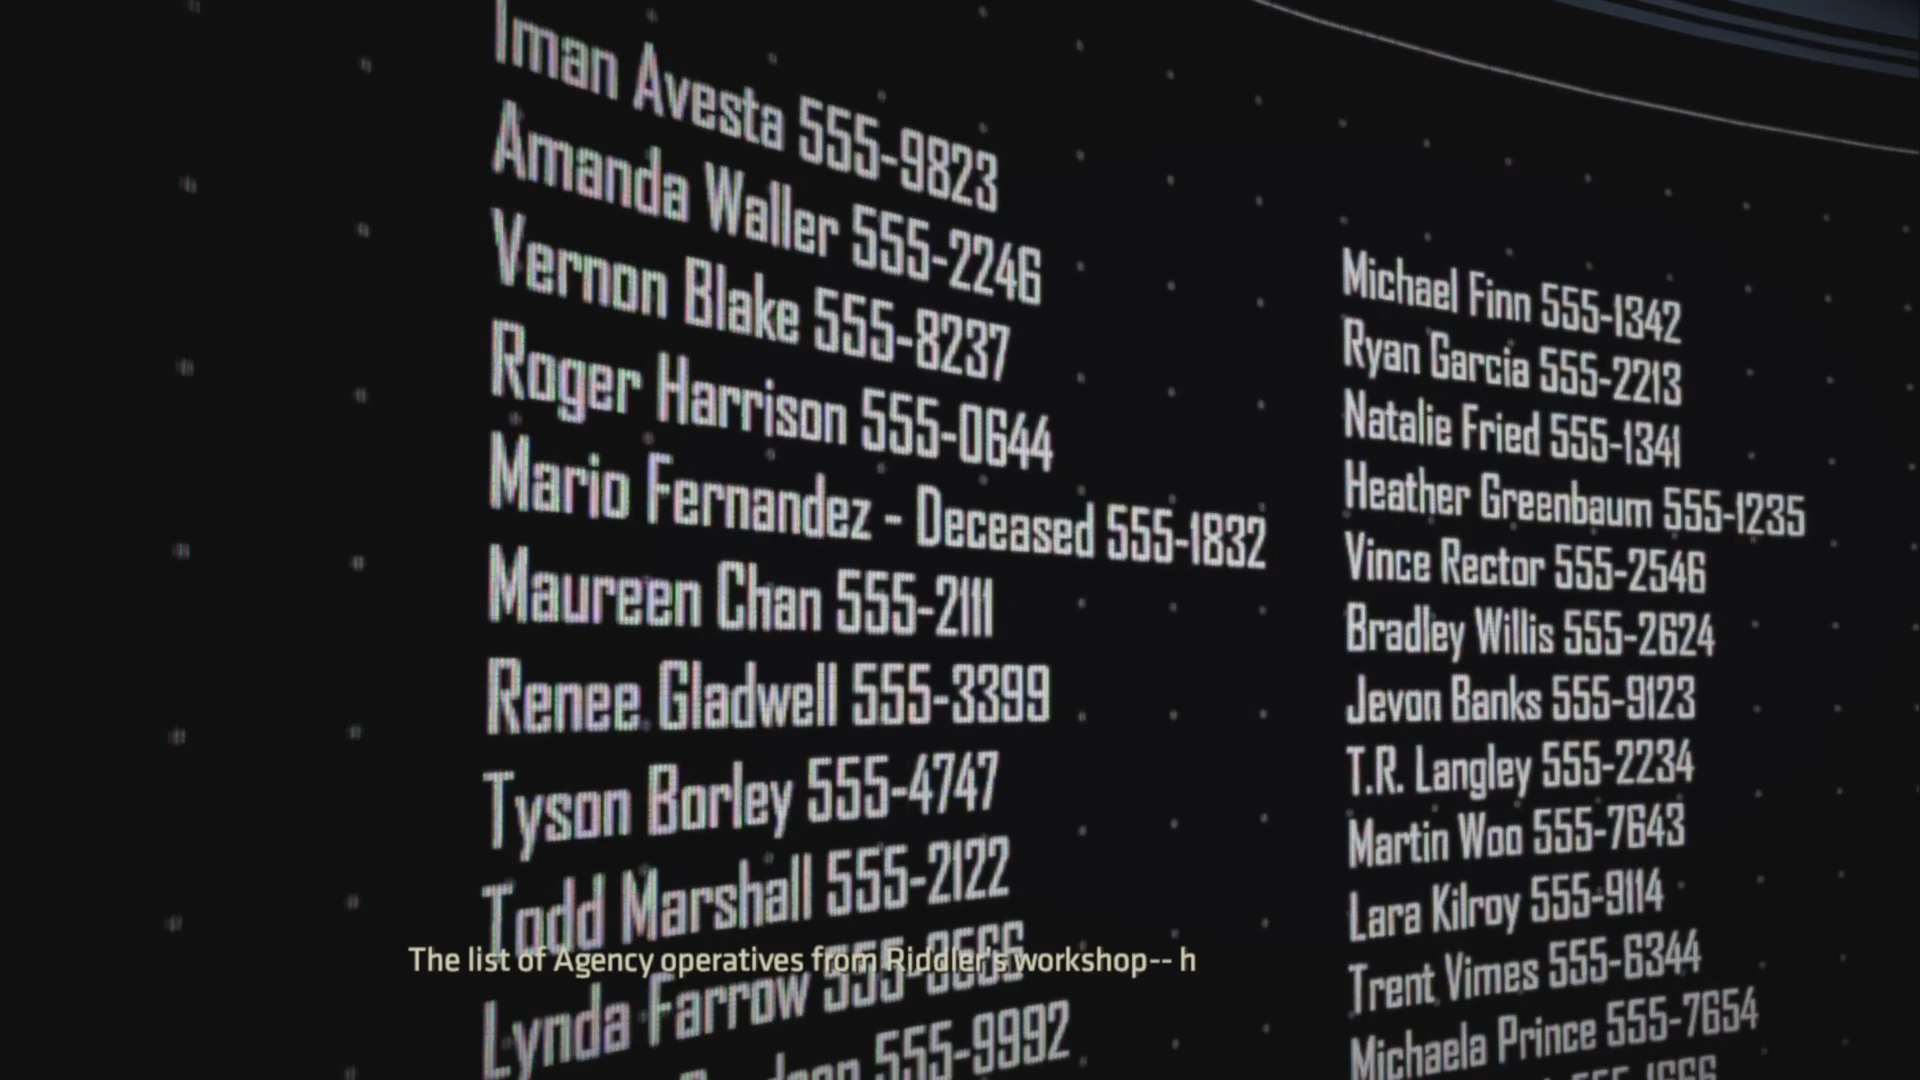 Iman Avesta 555-9823
Amanda Waller 555-2246
Vernon Blake 555-8237
Roger Harrison 555-0644
Mario Fernandez - Deceased 555-1832
Maureen Chan 555-2111
Renee Gladwell 555-3399
Tyson Borley 555-4747
Todd Marshall 555-2122
Lynda Farrow
555-9992
Michael Finn 555-1342
Ryan Garcia 555-2213
Natalie Fried 555-1341
Heather Greenbaum 555-1235
Vince Rector 555-2546
Bradley Willis 555-2624
Jevon Banks 555-9123
T.R. Langley 555-2234
Martin Woo 555-7643
Lara Kilroy 555-9114
Trent Vimes 555-6344
Michaela Prince 555-7654
The list of Agency operatives from Riddler's workshop-- h